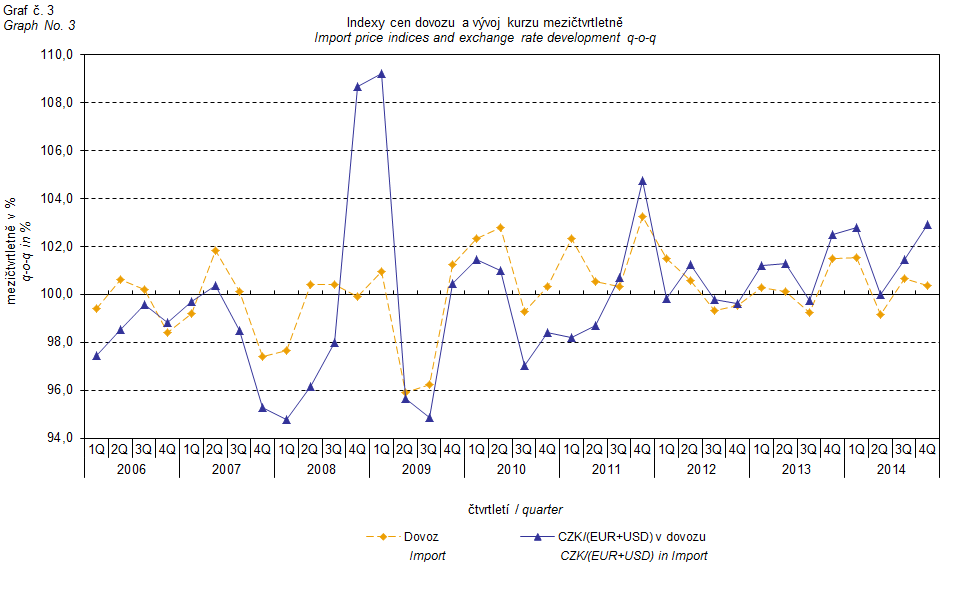 Graf č. 3
Graph No. 3
Indexy cen dovozu a vývoj kurzu mezičtvrtletně
Import price indices and exchange rate development q-o-q
110,0
108,0
106,0
104,0
102,0
100,0
98,0
96,0
94,0
mezičtvrtletně v %
q-o-q in %
1Q 2Q 3Q 4Q 1Q 2Q 3Q 4Q 1Q 2Q 3Q 4Q 1Q 2Q 3Q 4Q 1Q 2Q 3Q 4Q 1Q 2Q 3Q 4Q 1Q 2Q 3Q 4Q 1Q 2Q 3Q 4Q 1Q 2Q 3Q 4Q
2006 2007 2008 2009 2010 2011 2012 2013 2014
čtvrtletí / quarter
Dovoz CZK/(EUR+USD) v dovozu
Import CZK/(EUR+USD) in Import